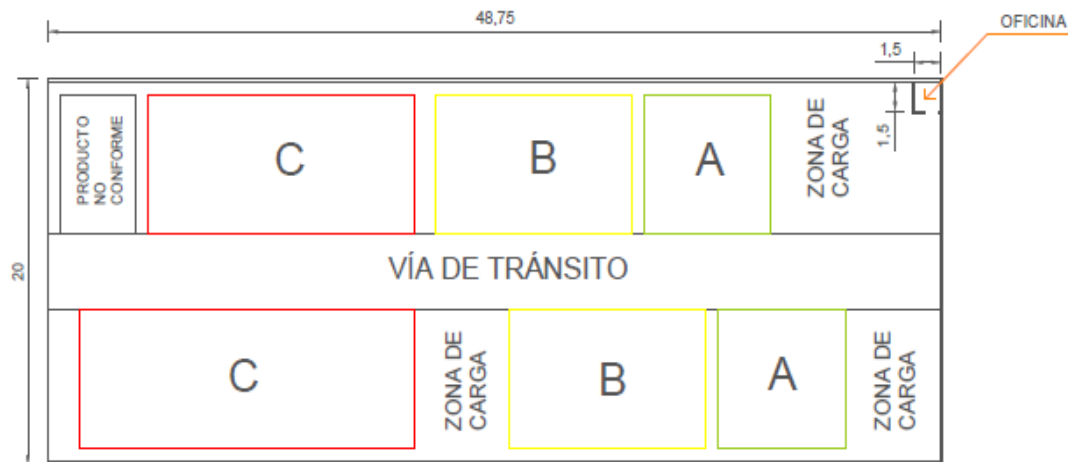 48,75
OFICINA
1,5
1,5
PRODUCTO
NO
CONFORME
C
B
A
ZONA DE
CARGA
VÍA DE TRÁNSITO
20
C
ZONA DE
CARGA
B
A
ZONA DE
CARGA